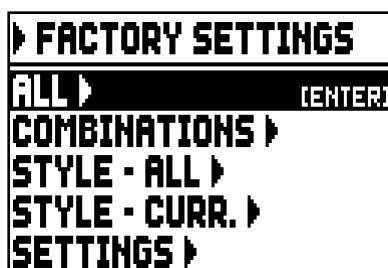 FACTORY SETTINGS
ALL [ENTER]
COMBINATIONS
STYLE - ALL
STYLE - CURR.
SETTINGS